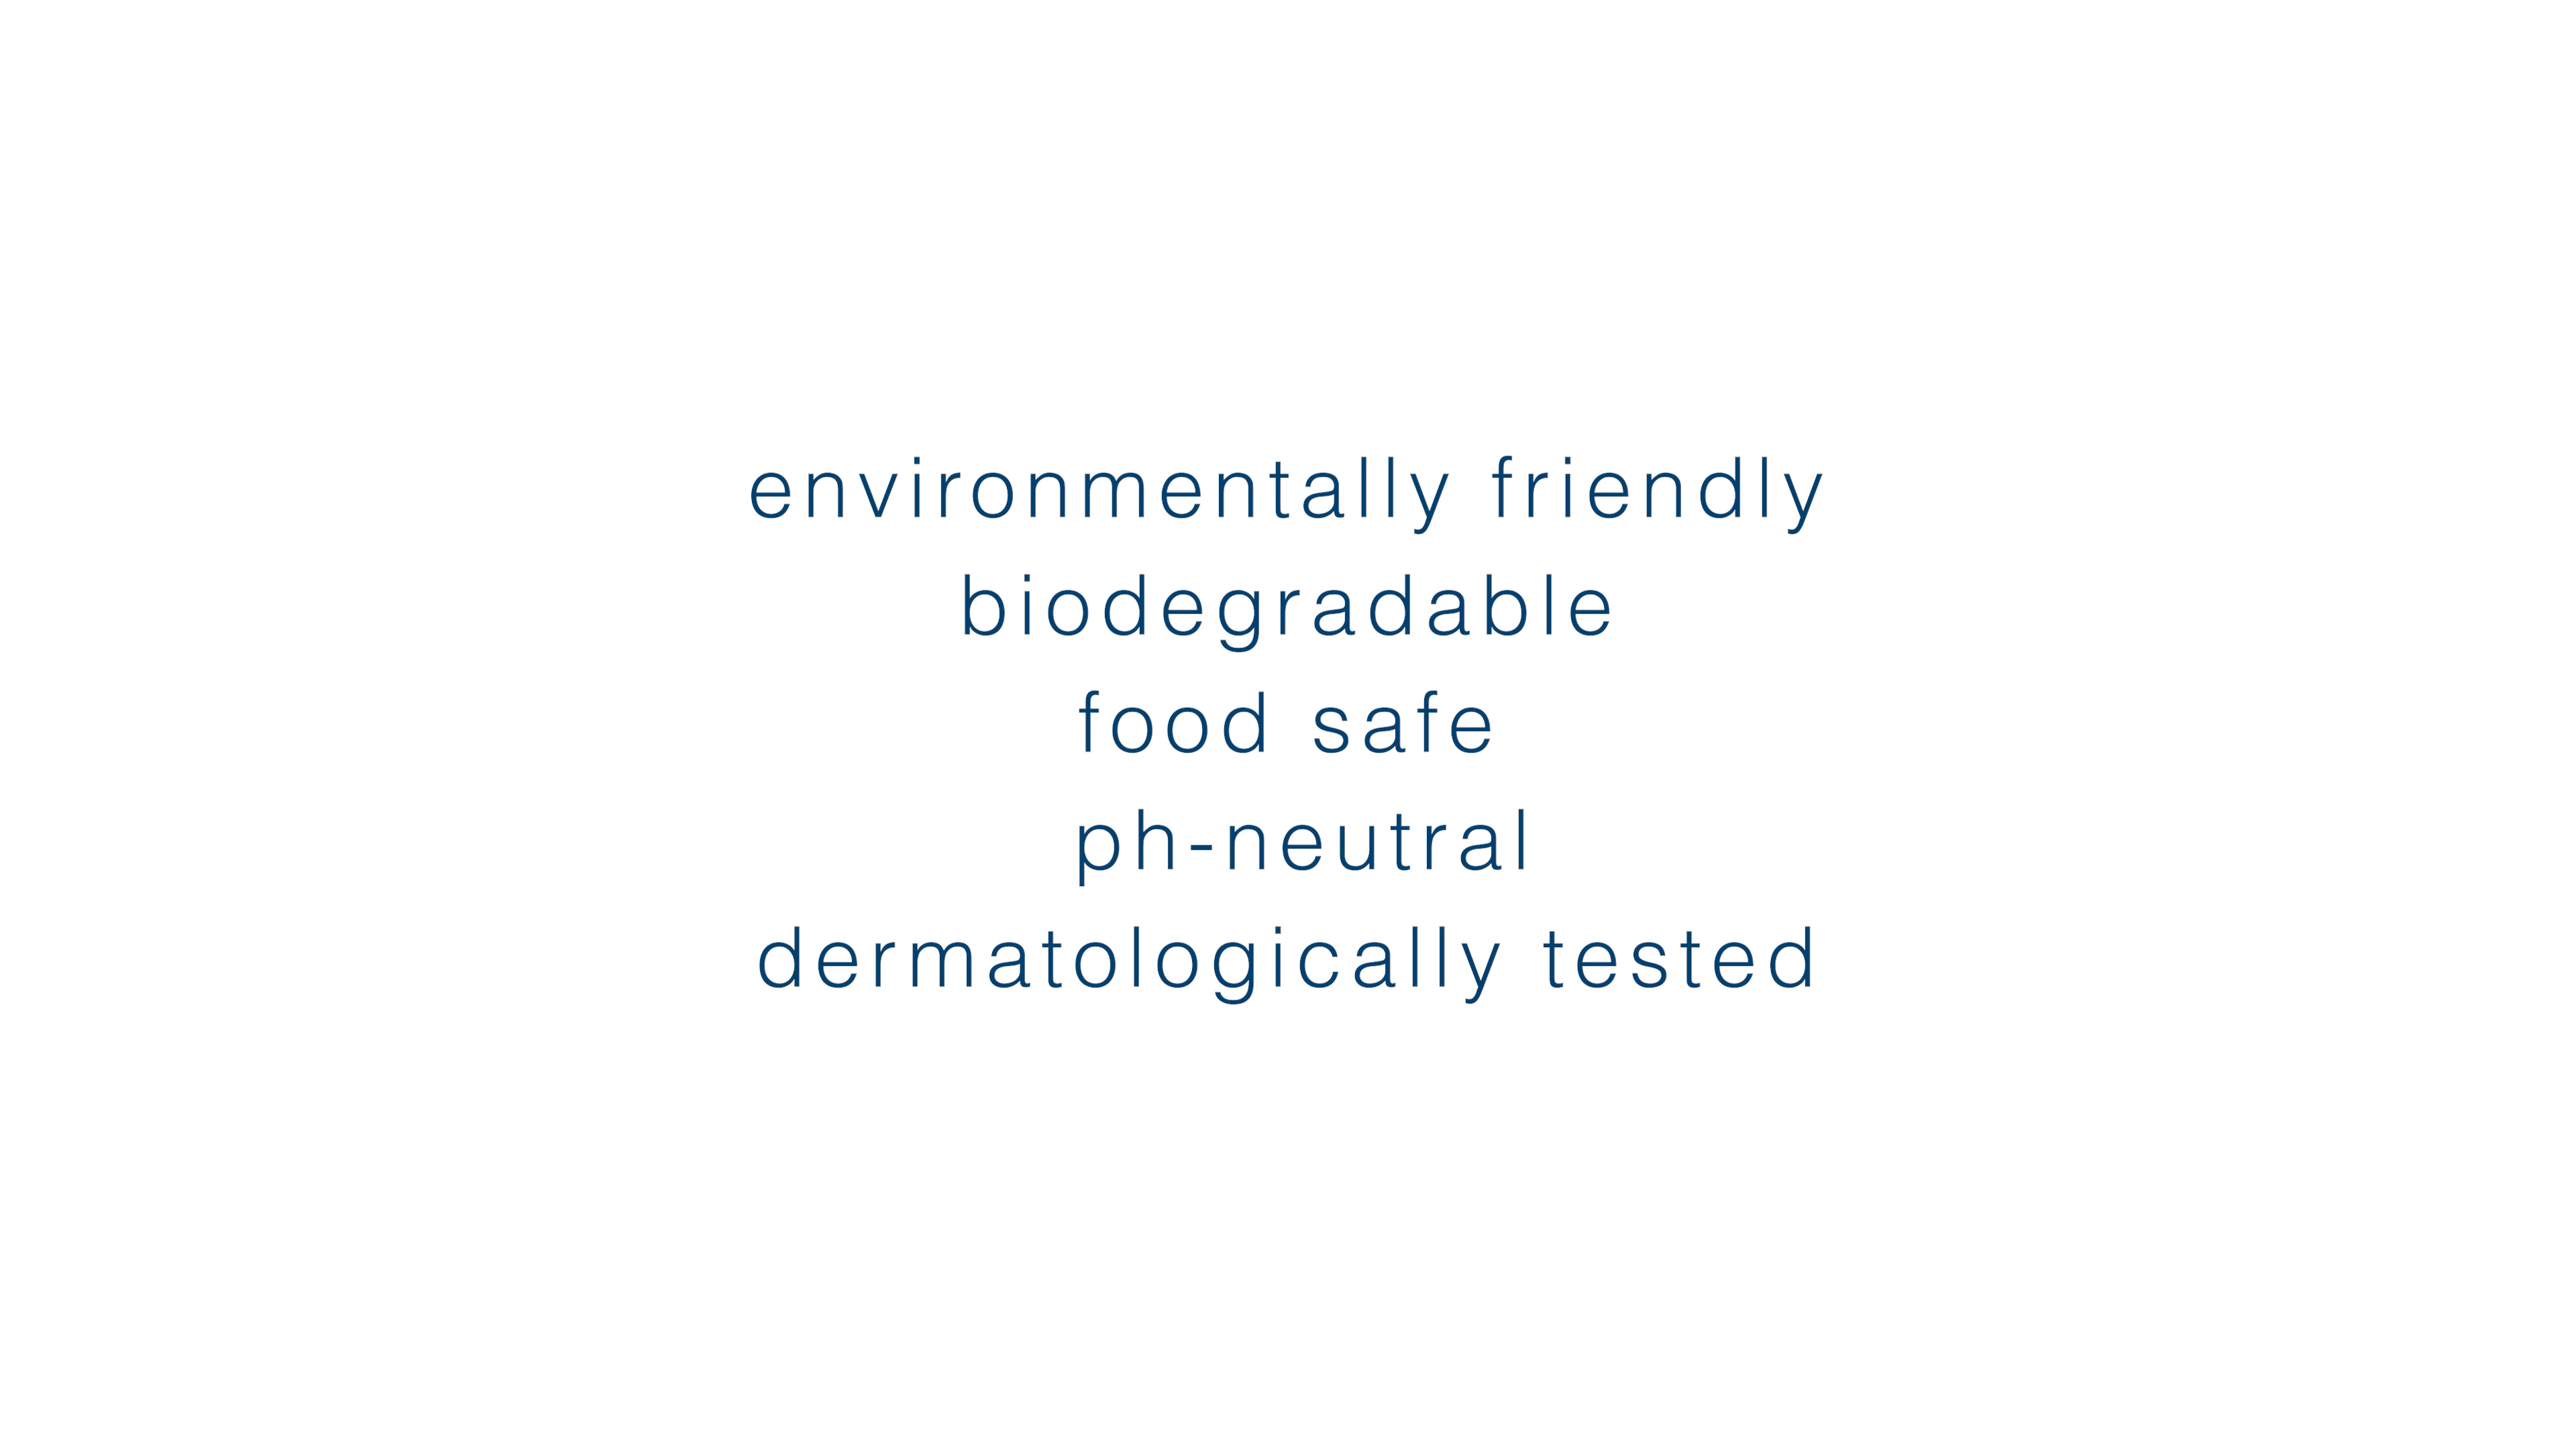 environmentally friendly
biodegradable
food safe
ph-neutral
dermatologically tested